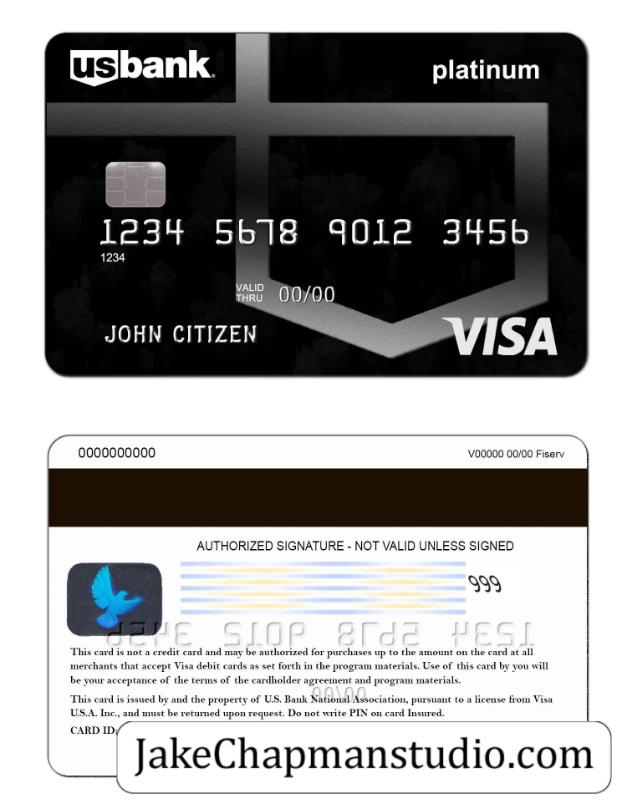 usbank
platinum
1234 5678 9012 3456
1234
VALID THRU 00/00
JOHN CITIZEN
VISA
0000000000
V00000 00/00 Fiserv
AUTHORIZED SIGNATURE - NOT VALID UNLESS SIGNED
999
1234 5678 9012 3456
This card is not a credit card and may be authorized for purchases up to the amount on the card at all
merchants that accept Visa debit cards as set forth in the program materials. Use of this card by you will
be your acceptance of the terms of the cardholder agreement and program materials.
00/00
This card is issued by and the property of U.S. Bank National Association, pursuant to a license from Visa
U.S.A. Inc., and must be returned upon request. Do not write PIN on card Insured.
CARD ID:
JakeChapmanstudio.com